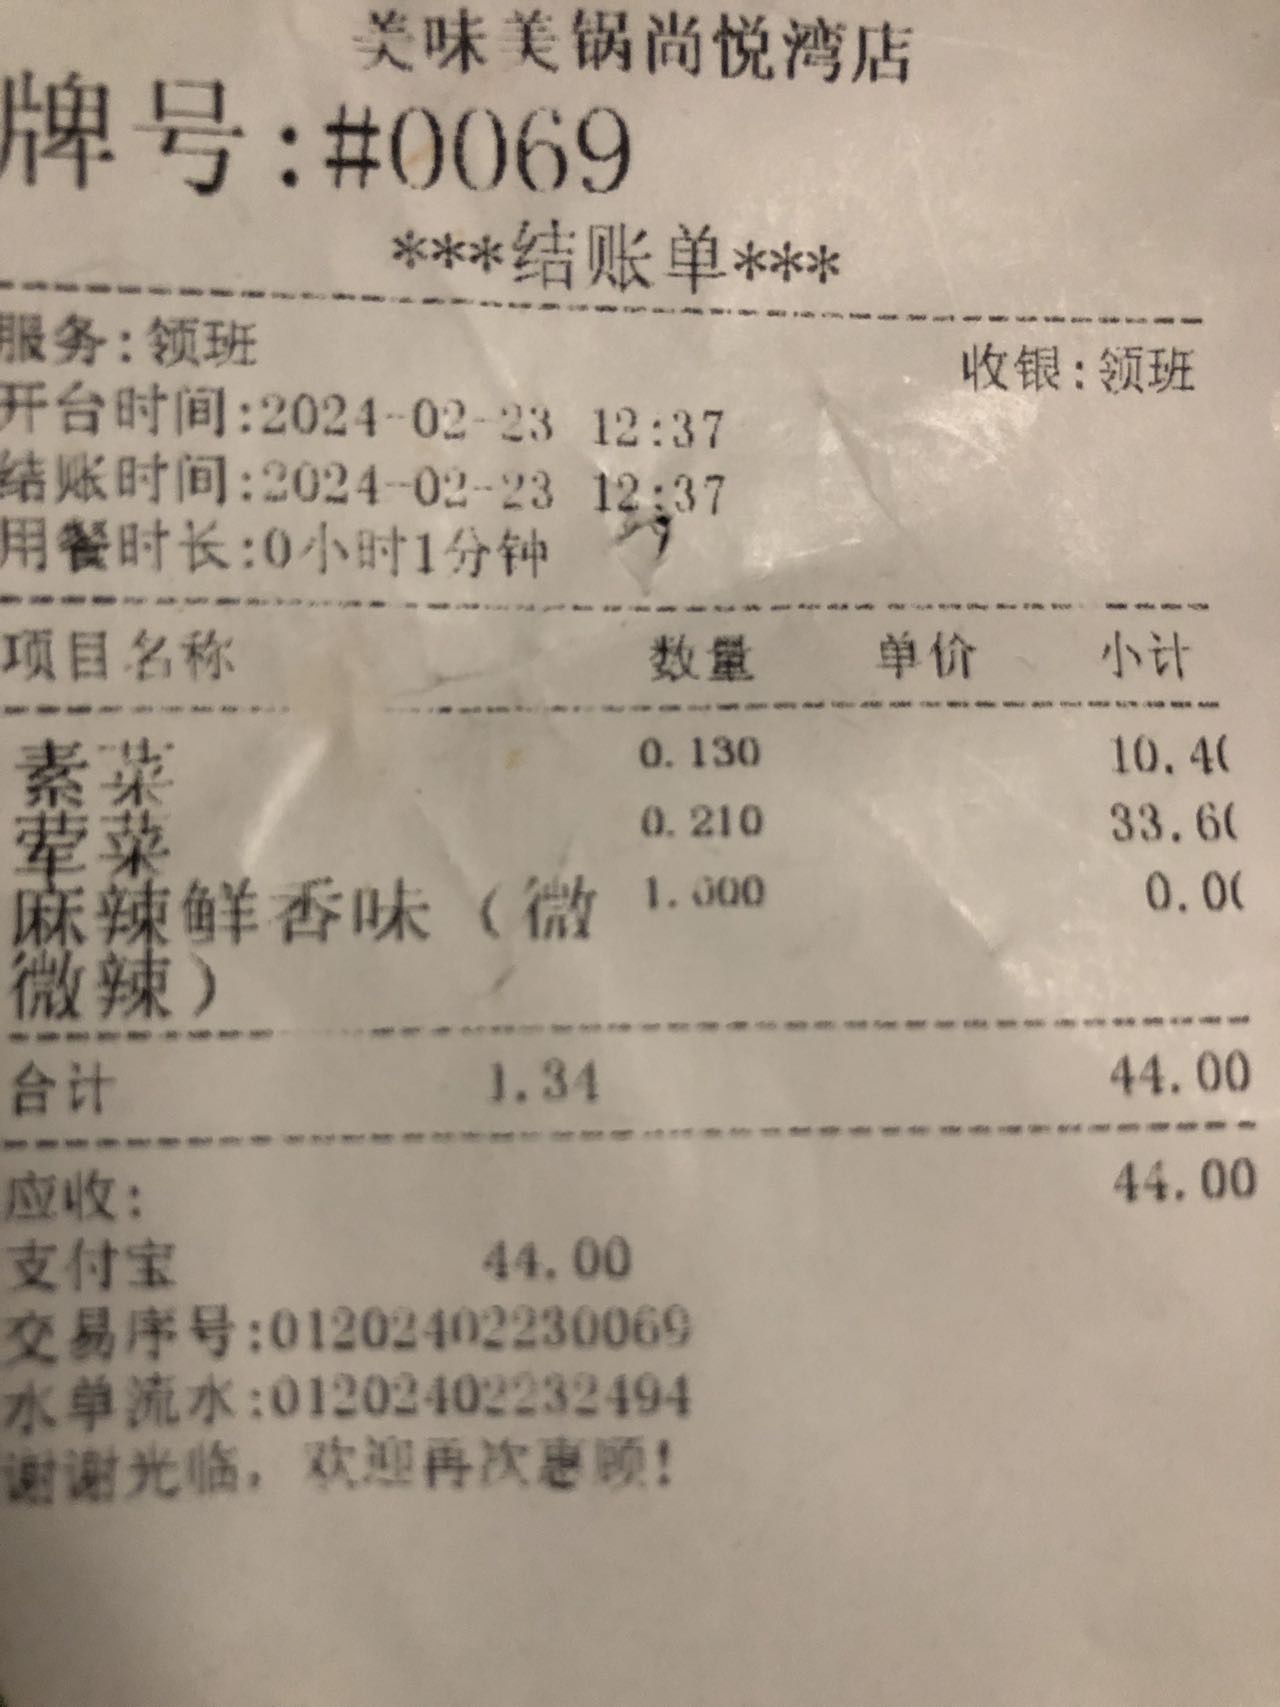 美味美锅尚悦湾店
牌号:#0069
***结账单***
服务:领班 收银:领班
开台时间:2024-02-23 12:37
结账时间:2024-02-23 12:37
用餐时长:0小时1分钟
项目名称 数量 单价 小计
素菜 0.130 10.40
荤菜 0.210 33.60
麻辣鲜香味（微 1.000 0.00
微辣）
合计 1.34 44.00
应收: 44.00
支付宝 44.00
交易序号:01202402230069
水单流水:01202402232494
谢谢光临，欢迎再次惠顾!